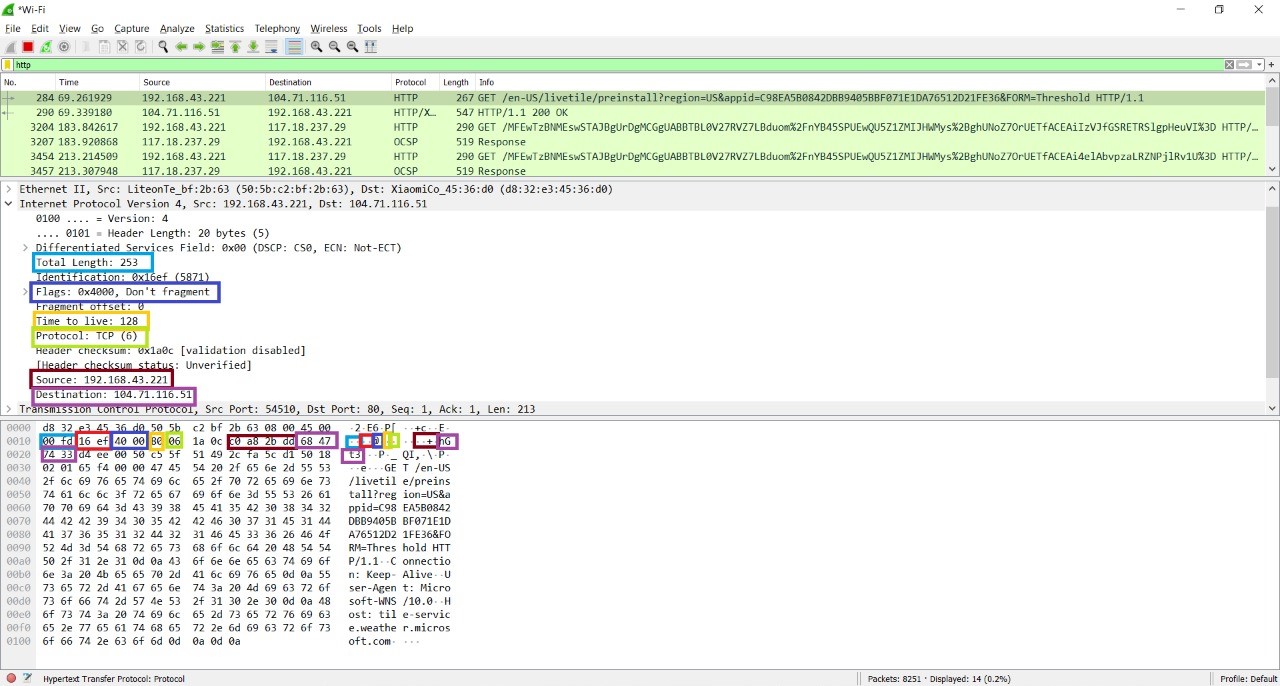 *Wi-Fi
File Edit View Go Capture Analyze Statistics Telephony Wireless Tools Help
http
No. Time Source Destination Protocol Length Info
284 69.261929 192.168.43.221 104.71.116.51 HTTP 267 GET /en-US/livetile/preinstall?region=US&appid=C98EA5B0842DBB9405BBF071E1DA76512D21FE36&FORM=Threshold HTTP/1.1
290 69.339180 104.71.116.51 192.168.43.221 HTTP/X… 547 HTTP/1.1 200 OK
3204 183.842617 192.168.43.221 117.18.237.29 HTTP 290 GET /MFEwTzBNMEswSTAJBgUrDgMCGgUABBTBL0V27RVZ7LBduom%2FnYB45SPUEwQU5Z1ZMIJHWMys%2BghUNoZ7OrUETfACEAiIzVJfGSRETRSlgpHeuVI%3D HTTP/…
3207 183.920868 117.18.237.29 192.168.43.221 OCSP 519 Response
3454 213.214509 192.168.43.221 117.18.237.29 HTTP 290 GET /MFEwTzBNMEswSTAJBgUrDgMCGgUABBTBL0V27RVZ7LBduom%2FnYB45SPUEwQU5Z1ZMIJHWMys%2BghUNoZ7OrUETfACEAi4elAbvpzaLRZNPjlRv1U%3D HTTP/…
3457 213.307948 117.18.237.29 192.168.43.221 OCSP 519 Response
Ethernet II, Src: LiteonTe_bf:2b:63 (50:5b:c2:bf:2b:63), Dst: XiaomiCo_45:36:d0 (d8:32:e3:45:36:d0)
Internet Protocol Version 4, Src: 192.168.43.221, Dst: 104.71.116.51
0100 .... = Version: 4
.... 0101 = Header Length: 20 bytes (5)
Differentiated Services Field: 0x00 (DSCP: CS0, ECN: Not-ECT)
Total Length: 253
Identification: 0x16ef (5871)
Flags: 0x4000, Don't fragment
Fragment offset: 0
Time to live: 128
Protocol: TCP (6)
Header checksum: 0x1a0c [validation disabled]
[Header checksum status: Unverified]
Source: 192.168.43.221
Destination: 104.71.116.51
Transmission Control Protocol, Src Port: 54510, Dst Port: 80, Seq: 1, Ack: 1, Len: 213
0000 d8 32 e3 45 36 d0 50 5b c2 bf 2b 63 08 00 45 00 ·2·E6·P[ ··+c··E·
0010 00 fd 16 ef 40 00 80 06 1a 0c c0 a8 2b dd 68 47 ····@··· ····+·hG
0020 74 33 d4 ee 00 50 c5 5f 51 49 2c fa 5c d1 50 18 t3···P·_ QI,·\·P·
02 01 65 f4 00 00 47 45 54 20 2f 65 6e 2d 55 53 ··e···GE T /en-US
0040 2f 6c 69 76 65 74 69 6c 65 2f 70 72 65 69 6e 73 /livetil e/preins
0050 74 61 6c 6c 3f 72 65 67 69 6f 6e 3d 55 53 26 61 tall?reg ion=US&a
0060 70 70 69 64 3d 43 39 38 45 41 35 42 30 38 34 32 ppid=C98 EA5B0842
0070 44 42 42 39 34 30 35 42 42 46 30 37 31 45 31 44 DBB9405B BF071E1D
0080 41 37 36 35 31 32 44 32 31 46 45 33 36 26 46 4f A76512D2 1FE36&FO
0090 52 4d 3d 54 68 72 65 73 68 6f 6c 64 20 48 54 54 RM=Thres hold HTT
00a0 50 2f 31 2e 31 0d 0a 43 6f 6e 6e 65 63 74 69 6f P/1.1··C onnectio
00b0 6e 3a 20 4b 65 65 70 2d 41 6c 69 76 65 0d 0a 55 n: Keep- Alive··U
00c0 73 65 72 2d 41 67 65 6e 74 3a 20 4d 69 63 72 6f ser-Agen t: Micro
00d0 73 6f 66 74 2d 57 4e 53 2f 31 30 2e 30 0d 0a 48 soft-WNS /10.0··H
00e0 6f 73 74 3a 20 74 69 6c 65 2d 73 65 72 76 69 63 ost: til e-servic
00f0 65 2e 77 65 61 74 68 65 72 2e 6d 69 63 72 6f 73 e.weathe r.micros
0100 6f 66 74 2e 63 6f 6d 0d 0a 0d 0a oft.com· ···
Hypertext Transfer Protocol: Protocol Packets: 8251 · Displayed: 14 (0.2%) Profile: Default